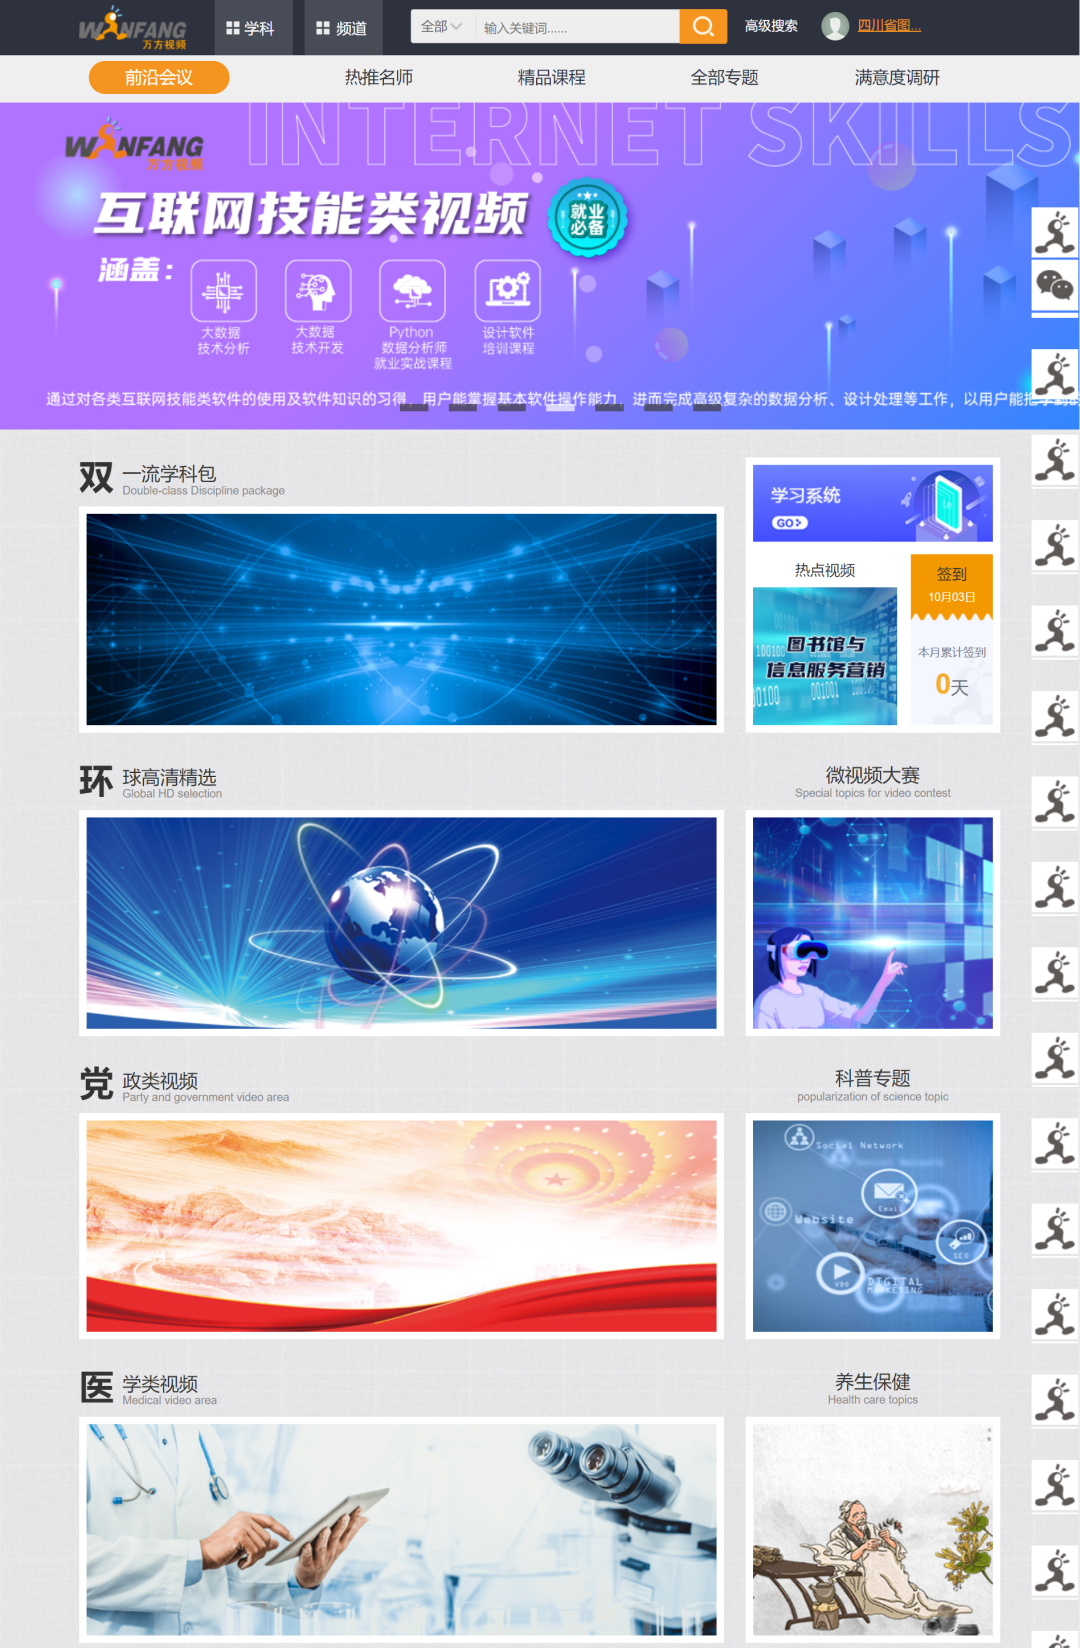 WANFANG
万方视频
学科
频道
全部
输入关键词......
高级搜索
四川省图...
前沿会议
热推名师
精品课程
全部专题
满意度调研
INTERNET SKILLS
WANFANG
万方视频
互联网技能类视频
就业
必备
涵盖：
大数据
技术分析
大数据
技术开发
Python
数据分析师
就业实战课程
设计软件
培训课程
通过对各类互联网技能类软件的使用及软件知识的习得，用户能掌握基本软件操作能力，进而完成高级复杂的数据分析、设计处理等工作，以用户能把学到的
双 一流学科包
Double-class Discipline package
学习系统
GO
热点视频
签到
10月03日
图书馆与
信息服务营销
本月累计签到
0天
环 球高清精选
Global HD selection
微视频大赛
Special topics for video contest
党 政类视频
Party and government video area
科普专题
popularization of science topic
Social Network
Email
Website
SEO
DIGITAL
MARKETING
医 学类视频
Medical video area
养生保健
Health care topics